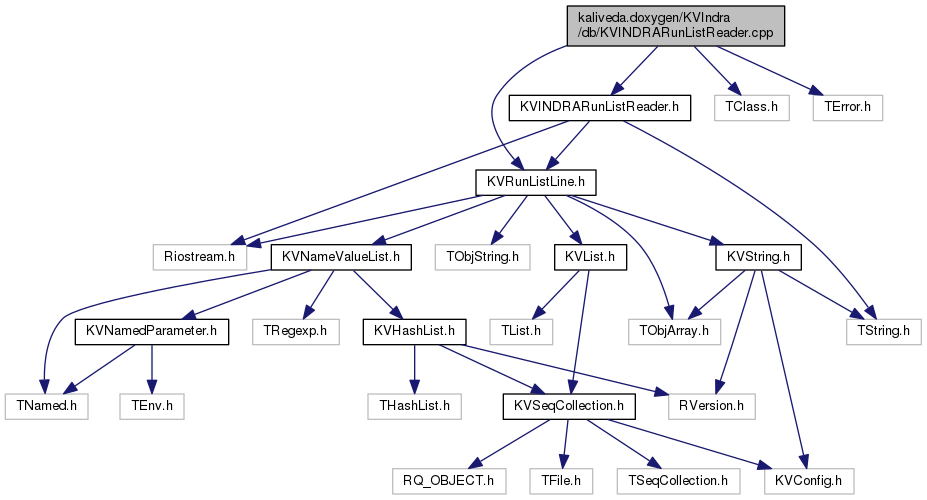 kaliveda.doxygen/KVIndra
/db/KVINDRARunListReader.cpp
KVINDRARunListReader.h
TClass.h
TError.h
KVRunListLine.h
Riostream.h
KVNameValueList.h
TObjString.h
KVList.h
KVString.h
KVNamedParameter.h
TRegexp.h
KVHashList.h
TList.h
TObjArray.h
TString.h
TNamed.h
TEnv.h
THashList.h
KVSeqCollection.h
RVersion.h
RQ_OBJECT.h
TFile.h
TSeqCollection.h
KVConfig.h